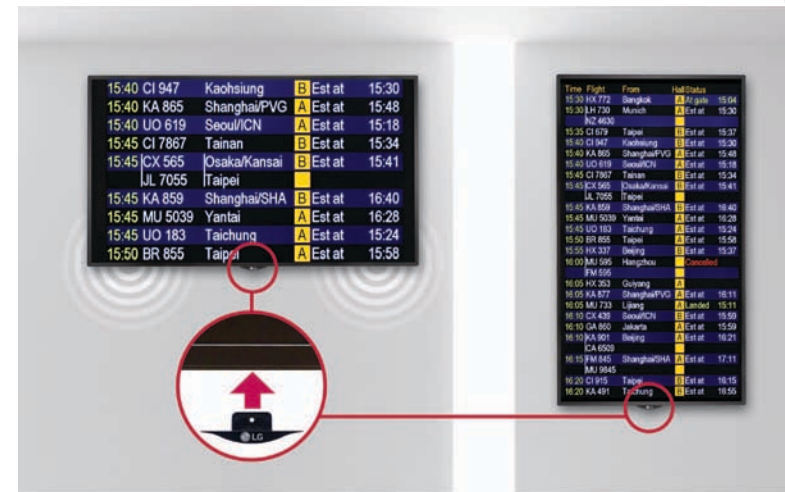 15:40 CI 947 Kaohsiung B Est at 15:30
15:40 KA 865 Shanghai/PVG A Est at 15:48
15:40 UO 619 Seoul/ICN A Est at 15:18
15:45 CI 7867 Tainan B Est at 15:34
15:45 CX 565 Osaka/Kansai B Est at 15:41
JL 7055 Taipei
15:45 KA 859 Shanghai/SHA B Est at 16:40
15:45 MU 5039 Yantai A Est at 16:28
15:45 UO 183 Taichung A Est at 15:24
15:50 BR 855 Taipei A Est at 15:58
LG
Time Flight From Hall Status
15:30 HX 772 Bangkok A At gate 15:04
15:30 LH 730 Munich A Est at 15:30
NZ 4630
15:35 CI 679 Taipei B Est at 15:37
15:40 CI 947 Kaohsiung B Est at 15:30
15:40 KA 865 Shanghai/PVG A Est at 15:48
15:40 UO 619 Seoul/ICN A Est at 15:18
15:45 CI 7867 Tainan B Est at 15:34
15:45 CX 565 Osaka/Kansai B Est at 15:41
JL 7055 Taipei
15:45 KA 859 Shanghai/SHA B Est at 16:40
15:45 MU 5039 Yantai A Est at 16:28
15:45 UO 183 Taichung A Est at 15:24
15:50 BR 855 Taipei A Est at 15:58
15:55 HX 337 Beijing B Est at 15:37
16:00 MU 595 Hangzhou Cancelled
FM 595
16:05 HX 353 Guiyang A
16:05 KA 877 Shanghai/PVG A Est at 16:11
16:05 MU 733 Lijiang A Landed 15:11
16:10 CX 439 Seoul/ICN B Est at 15:59
16:10 GA 860 Jakarta A Est at 15:59
16:10 KA 901 Beijing A Est at 16:21
CA 6509
16:15 FM 845 Shanghai/SHA A Est at 17:11
MU 9845
16:20 CI 915 Taipei B Est at 16:15
16:20 KA 491 Taichung B Est at 16:55